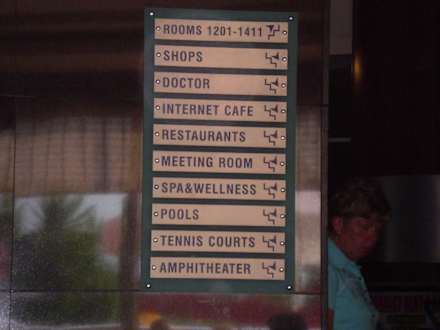 ROOMS 1201-1411
SHOPS
DOCTOR
INTERNET CAFE
RESTAURANTS
MEETING ROOM
SPA&WELLNESS
POOLS
TENNIS COURTS
AMPHITHEATER